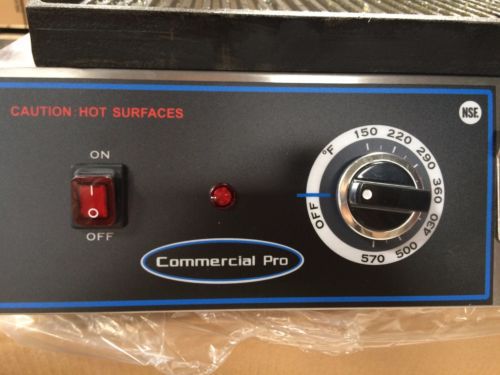 CAUTION: HOT SURFACES
NSF.
ON
OFF
°F 150 220 290 360 430 500 570 OFF
Commercial Pro